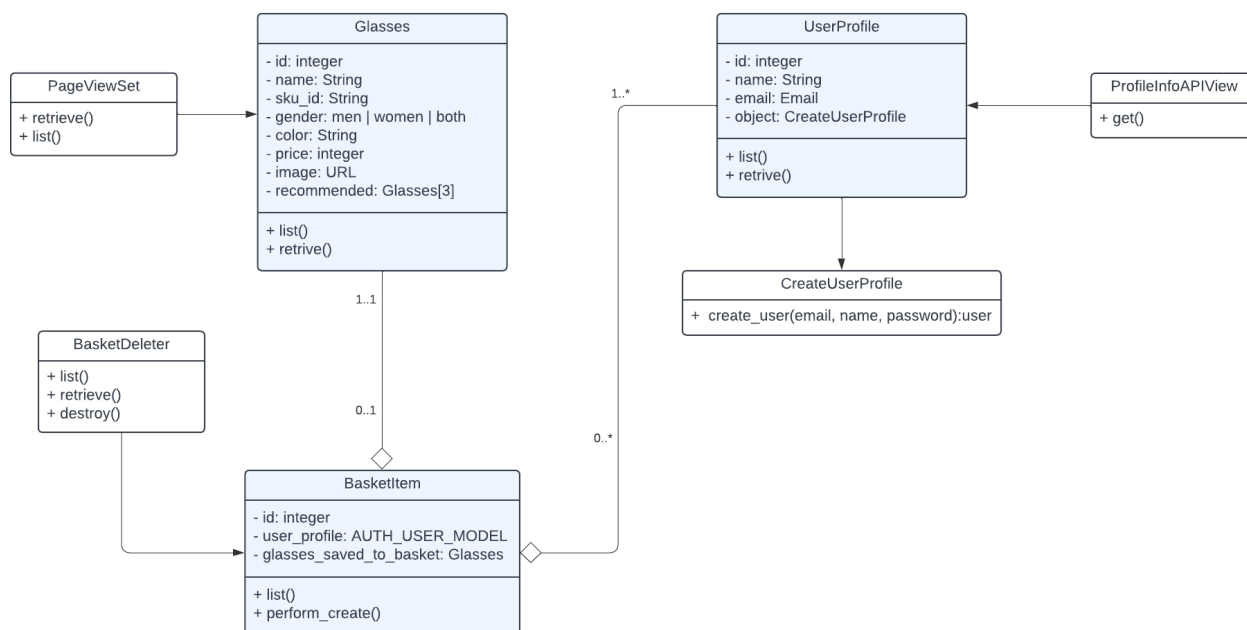 Glasses
- id: integer
- name: String
- sku_id: String
- gender: men | women | both
- color: String
- price: integer
- image: URL
- recommended: Glasses[3]
+ list()
+ retrive()
UserProfile
- id: integer
- name: String
- email: Email
- object: CreateUserProfile
+ list()
+ retrive()
PageViewSet
+ retrieve()
+ list()
ProfileInfoAPIView
+ get()
1..*
CreateUserProfile
+ create_user(email, name, password):user
1..1
BasketDeleter
+ list()
+ retrieve()
+ destroy()
0..1
0..*
BasketItem
- id: integer
- user_profile: AUTH_USER_MODEL
- glasses_saved_to_basket: Glasses
+ list()
+ perform_create()